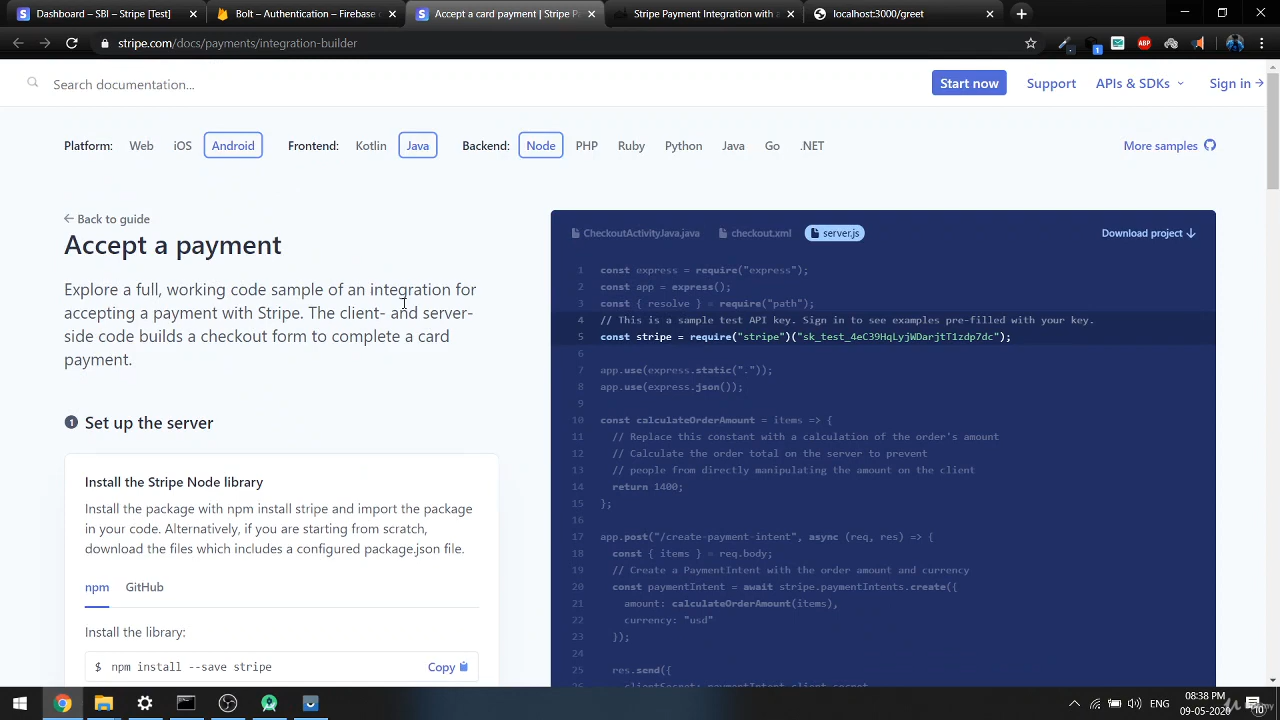 Dashboard – card payment – S
Bolt - Authentication - Firebase c
Accept a payment | Node P
Stripe Integration with a
localhost:3000/greet
stripe.com/docs/payments/integration-builder
Search documentation...
Start now
Support
APIs & SDKs
Sign in →
Platform: Web iOS Android Frontend: Kotlin Java Backend: Node PHP Ruby Python Java Go .NET
More samples
← Back to guide
Accept a payment
Explore a full, working code sample of an integration for
accepting a payment with Stripe. The client- and server-
side code builds a checkout form to complete a card
payment.
1 Set up the server
Install the Stripe Node library
Install the package with npm install stripe and import the package
in your code. Alternatively, if you are starting from scratch,
download the files which includes a configured package.json file.
npm GitHub
Install the library:
$ npm install --save stripe
Copy
CheckoutActivityJava.java checkout.xml server.js
Download project ↓
1 const express = require("express");
2 const app = express();
3 const { resolve } = require("path");
4 // This is a sample test API key. Sign in to see examples pre-filled with your key.
5 const stripe = require("stripe")("sk_test_4eC39HqLyjWDarjtT1zdp7dc");
6
7 app.use(express.static("."));
8 app.use(express.json());
9
10 const calculateOrderAmount = items => {
11 // Replace this constant with a calculation of the order's amount
12 // Calculate the order total on the server to prevent
13 // people from directly manipulating the amount on the client
14 return 1400;
15 };
16
17 app.post("/create-payment-intent", async (req, res) => {
18 const { items } = req.body;
19 // Create a PaymentIntent with the order amount and currency
20 const paymentIntent = await stripe.paymentIntents.create({
21 amount: calculateOrderAmount(items),
22 currency: "usd"
23 });
24
25 res.send({
26 clientSecret: paymentIntent.client_secret
ENG
08:38 PM
09-05-2020